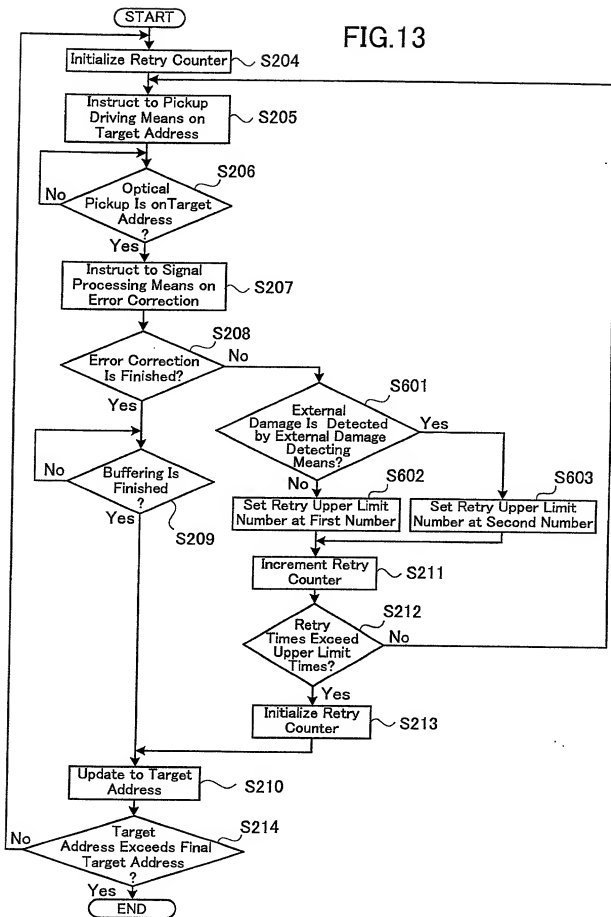 START
FIG.13
Initialize Retry Counter
S204
Instruct to Pickup
Driving Means on
Target Address
S205
S206
No
Optical
Pickup Is onTarget
Address
?
Yes
Instruct to Signal
Processing Means on
Error Correction
S207
S208
Error Correction
Is Finished?
No
Yes
S601
External
Damage Is Detected
by External Damage
Detecting
Means?
Yes
No
No
Buffering Is
Finished
?
Yes
S209
S602
Set Retry Upper Limit
Number at First Number
S603
Set Retry Upper Limit
Number at Second Number
Increment Retry
Counter
S211
S212
Retry
Times Exceed
Upper Limit
Times?
No
Yes
Initialize Retry
Counter
S213
Update to Target
Address
S210
S214
No
Target
Address Exceeds Final
Target Address
?
Yes
END